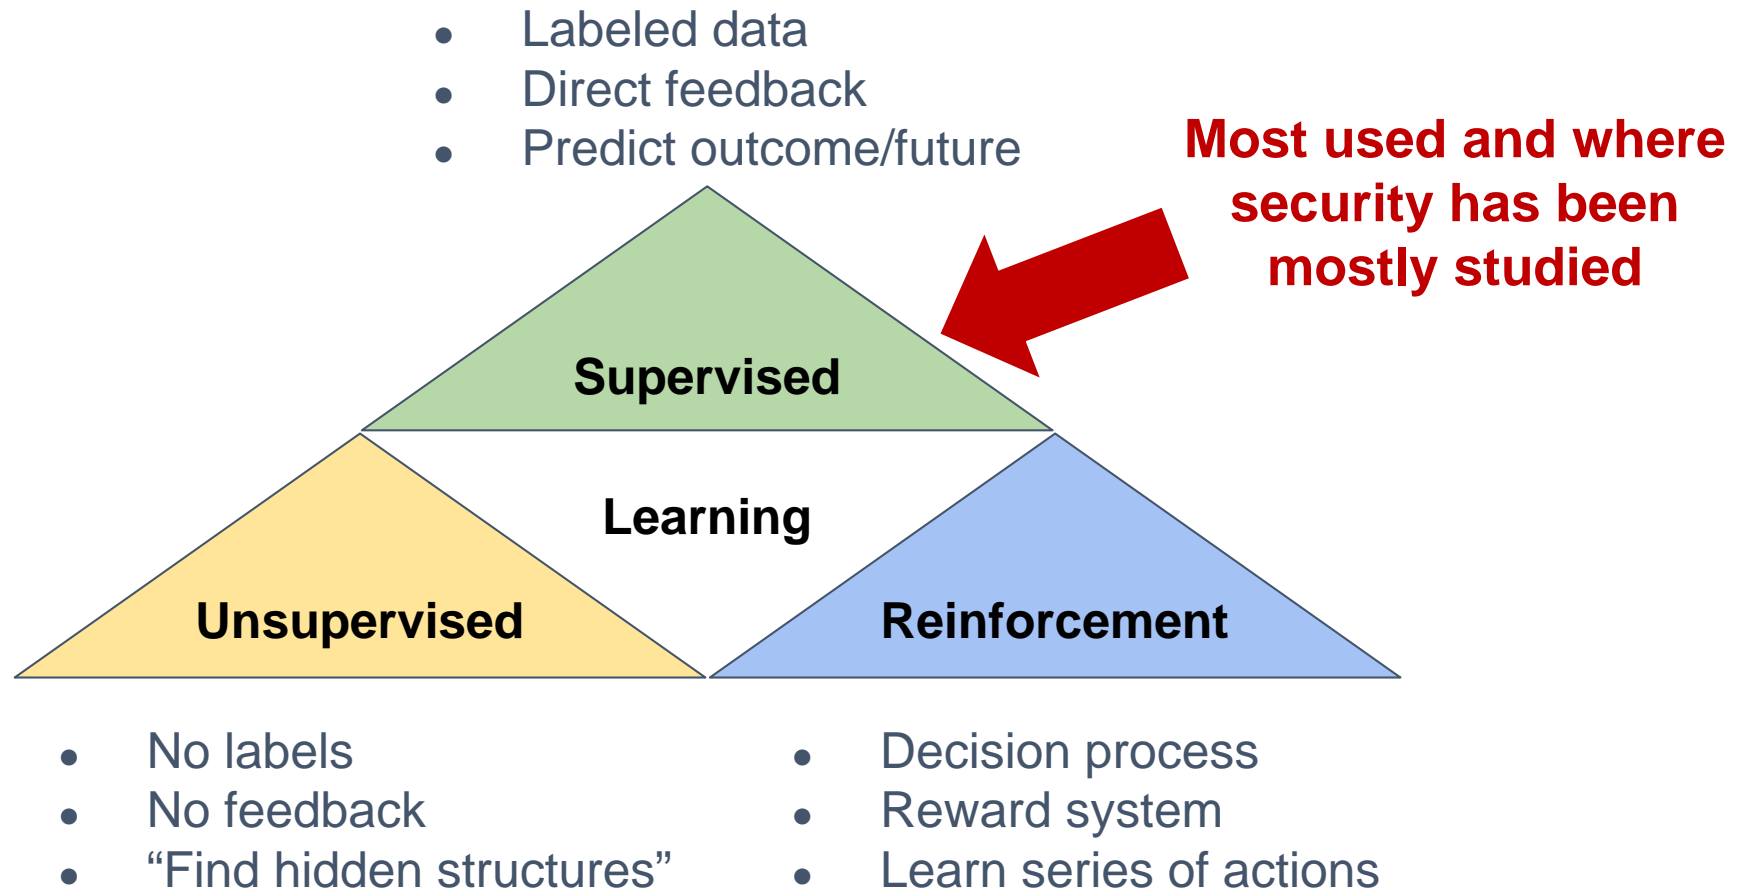 ● Labeled data
● Direct feedback
● Predict outcome/future
Most used and where
security has been
mostly studied
Supervised
Learning
Unsupervised
Reinforcement
● No labels
● No feedback
● “Find hidden structures”
● Decision process
● Reward system
● Learn series of actions